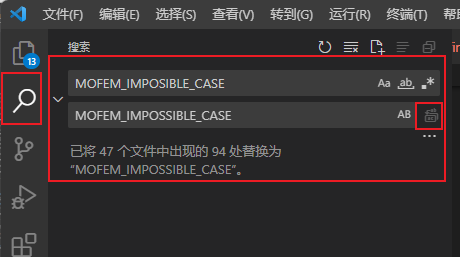 文件(F) 编辑(E) 选择(S) 查看(V) 转到(G) 运行(R) 终端(T) 帮助
13
搜索
MOFEM_IMPOSIBLE_CASE Aa ab .*
MOFEM_IMPOSSIBLE_CASE AB
已将 47 个文件中出现的 94 处替换为
“MOFEM_IMPOSSIBLE_CASE”。